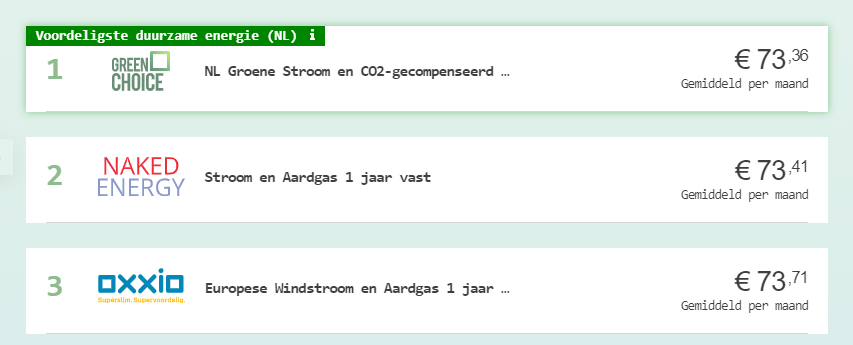 Voordeligste duurzame energie (NL) i
1
GREEN
CHOICE
NL Groene Stroom en CO2-gecompenseerd …
€ 73,36
Gemiddeld per maand
2
NAKED
ENERGY
Stroom en Aardgas 1 jaar vast
€ 73,41
Gemiddeld per maand
3
oxxio
Superslim. Supervoordelig.
Europese Windstroom en Aardgas 1 jaar …
€ 73,71
Gemiddeld per maand